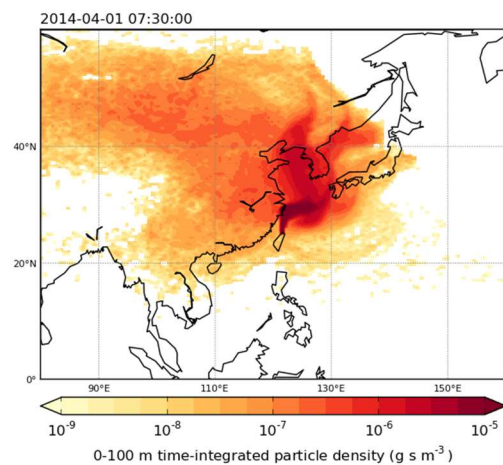 2014-04-01 07:30:00
40°N
20°N
0°
90°E 110°E 130°E 150°E
10⁻⁹ 10⁻⁸ 10⁻⁷ 10⁻⁶ 10⁻⁵
0-100 m time-integrated particle density (g s m⁻³)